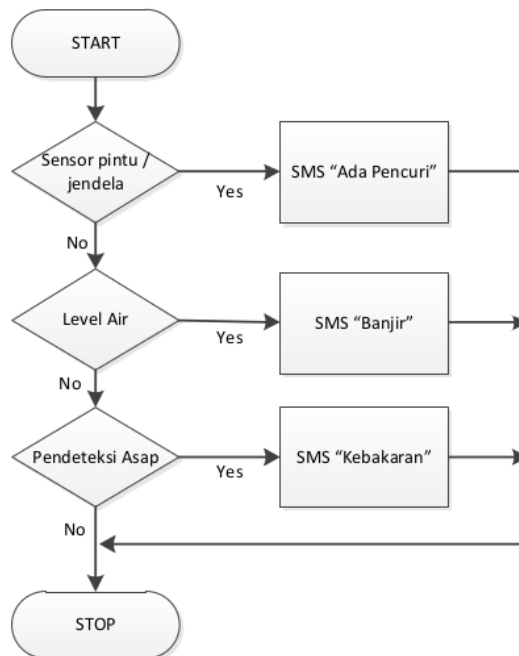 START
Sensor pintu /
jendela
Yes
SMS “Ada Pencuri”
No
Level Air
Yes
SMS “Banjir”
No
Pendeteksi Asap
Yes
SMS “Kebakaran”
No
STOP